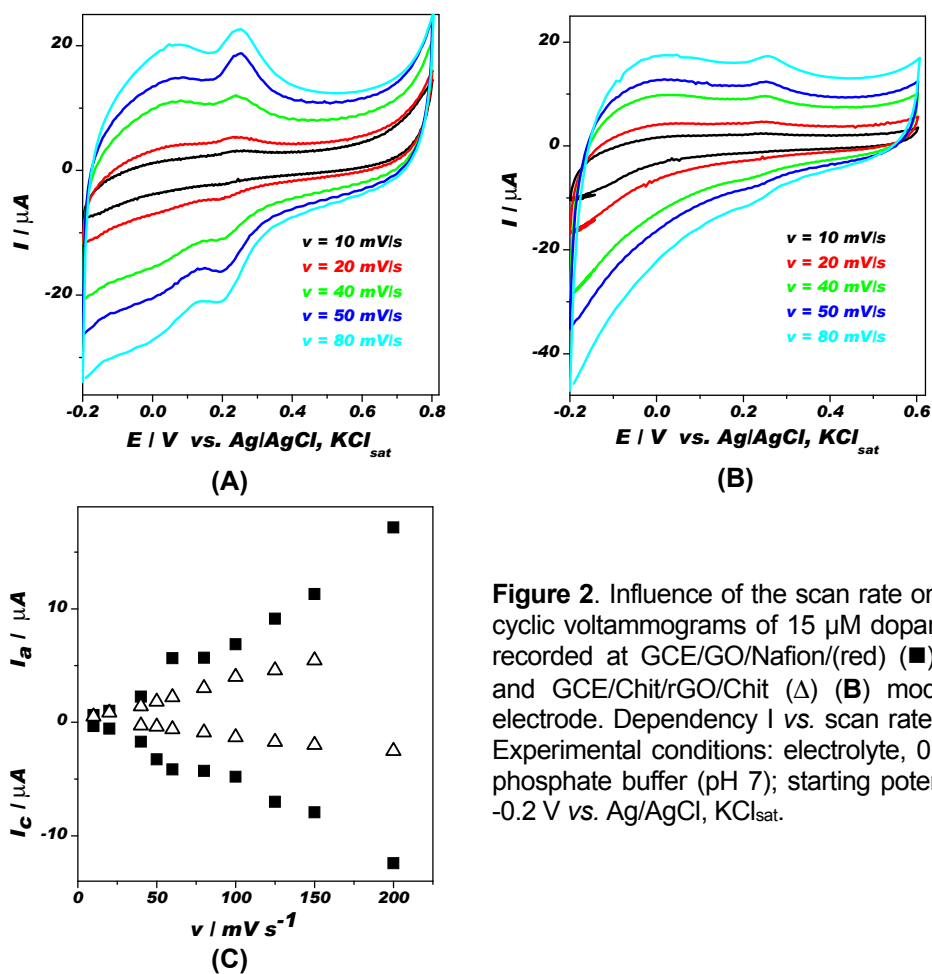 20
0
-20
I / µA
v = 10 mV/s
v = 20 mV/s
v = 40 mV/s
v = 50 mV/s
v = 80 mV/s
-0.2 0.0 0.2 0.4 0.6 0.8
E / V vs. Ag/AgCl, KCl sat
(A)
20
0
-20
-40
I / µA
v = 10 mV/s
v = 20 mV/s
v = 40 mV/s
v = 50 mV/s
v = 80 mV/s
-0.2 0.0 0.2 0.4 0.6
E / V vs. Ag/AgCl, KCl sat
(B)
I a / µA
I c / µA
10
0
-10
0 50 100 150 200
v / mV s -1
(C)
Figure 2. Influence of the scan rate on
cyclic voltammograms of 15 µM dopar
recorded at GCE/GO/Nafion/(red) (■)
and GCE/Chit/rGO/Chit (Δ) (B) mod
electrode. Dependency I vs. scan rate
Experimental conditions: electrolyte, 0.
phosphate buffer (pH 7); starting poter
-0.2 V vs. Ag/AgCl, KCl sat.